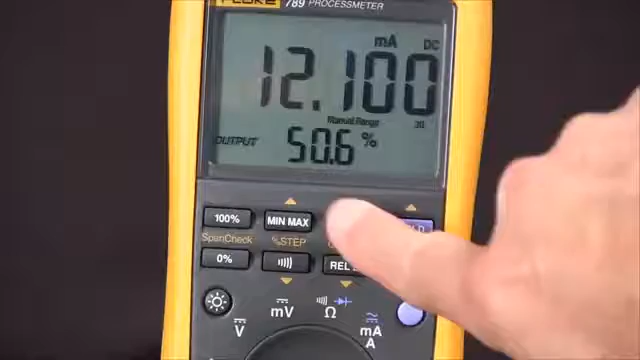 FLUKE 789 PROCESSMETER
mA DC
12.100
Manual Range 30
OUTPUT 50.6 %
100% MIN MAX
SpanCheck % STEP
0% REL
V mV Ω mA
A